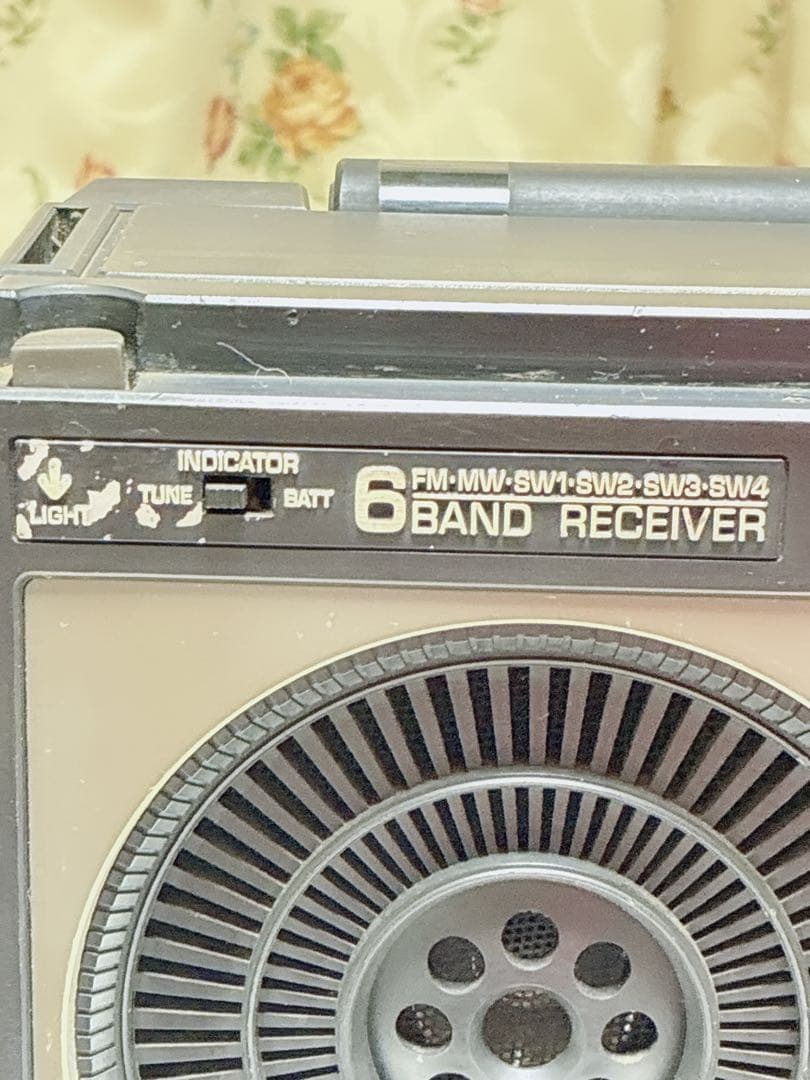 INDICATOR
TUNE BATT
LIGHT
6 FM·MW·SW1·SW2·SW3·SW4
BAND RECEIVER